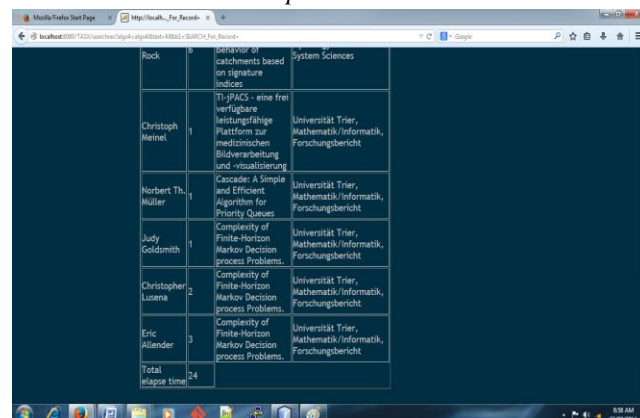 Mozilla Firefox Start Page
http://localh..._For_Record=
localhost:8080/TASX/searchner?algo4=algo4&text=M&sl=SEARCH_For_Record=
Google
Rock
6
behavior of
catchments based
on signature
indices
System Sciences
Christoph
Meinel
1
TI-jPACS - eine frei
verfügbare
leistungsfähige
Plattform zur
medizinischen
Bildverarbeitung
und -visualisierung
Universität Trier,
Mathematik/Informatik,
Forschungsbericht
Norbert Th.
Müller
1
Cascade: A Simple
and Efficient
Algorithm for
Priority Queues
Universität Trier,
Mathematik/Informatik,
Forschungsbericht
Judy
Goldsmith
1
Complexity of
Finite-Horizon
Markov Decision
process Problems.
Universität Trier,
Mathematik/Informatik,
Forschungsbericht
Christopher
Lusena
2
Complexity of
Finite-Horizon
Markov Decision
process Problems.
Universität Trier,
Mathematik/Informatik,
Forschungsbericht
Eric
Allender
3
Complexity of
Finite-Horizon
Markov Decision
process Problems.
Universität Trier,
Mathematik/Informatik,
Forschungsbericht
Total
elapse time
24
8:58 AM